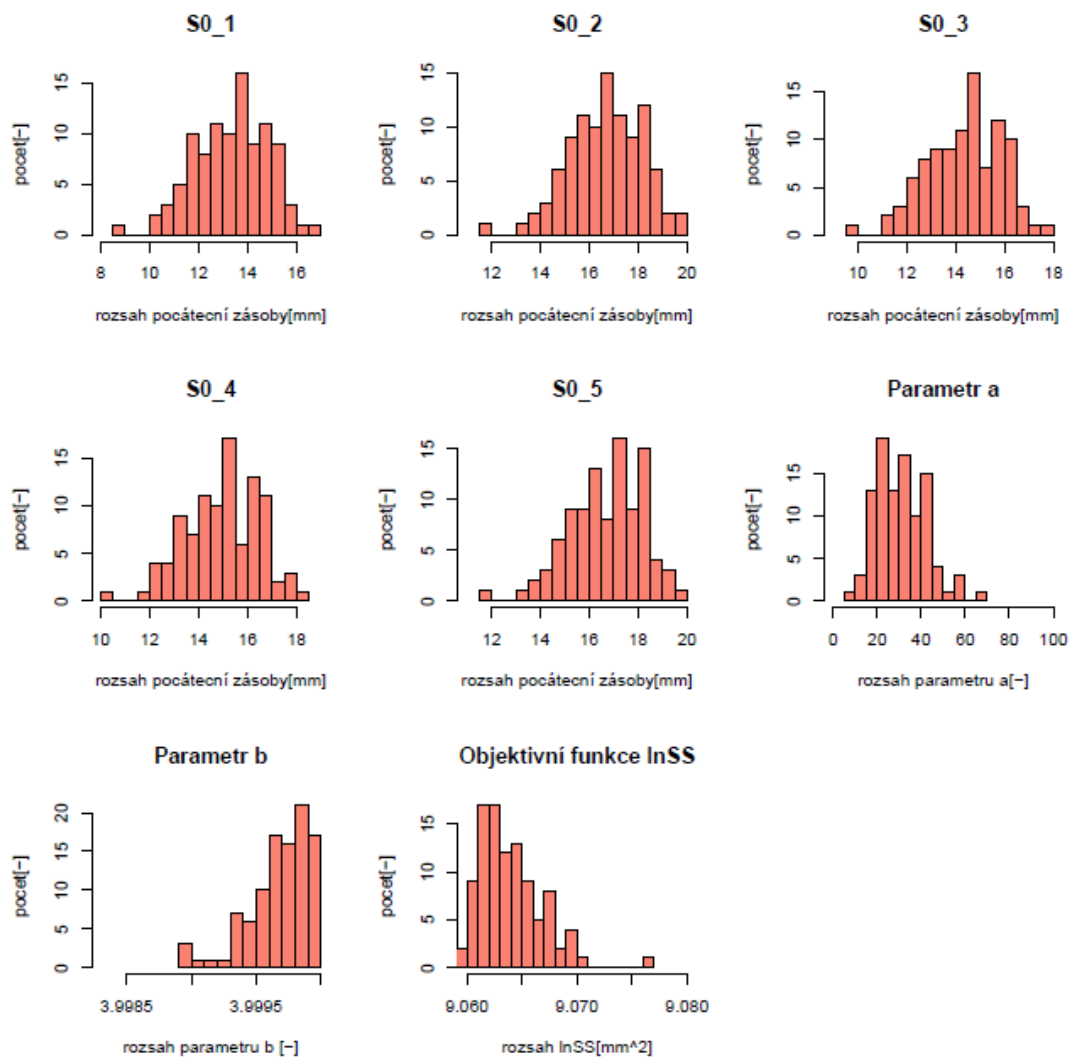 S0_1
S0_2
S0_3
pocet[−]
0 5 10 15
8 10 12 14 16
rozsah pocátecní zásoby[mm]
pocet[−]
0 5 10 15
12 14 16 18 20
rozsah pocátecní zásoby[mm]
pocet[−]
0 5 10 15
10 12 14 16 18
rozsah pocátecní zásoby[mm]
S0_4
S0_5
Parametr a
pocet[−]
0 5 10 15
10 12 14 16 18
rozsah pocátecní zásoby[mm]
pocet[−]
0 5 10 15
12 14 16 18 20
rozsah pocátecní zásoby[mm]
pocet[−]
0 5 10 15
0 20 40 60 80 100
rozsah parametru a[−]
Parametr b
Objektivní funkce lnSS
pocet[−]
0 5 10 15 20
3.9985 3.9995
rozsah parametru b [−]
pocet[−]
0 5 10 15
9.060 9.070 9.080
rozsah lnSS[mm^2]